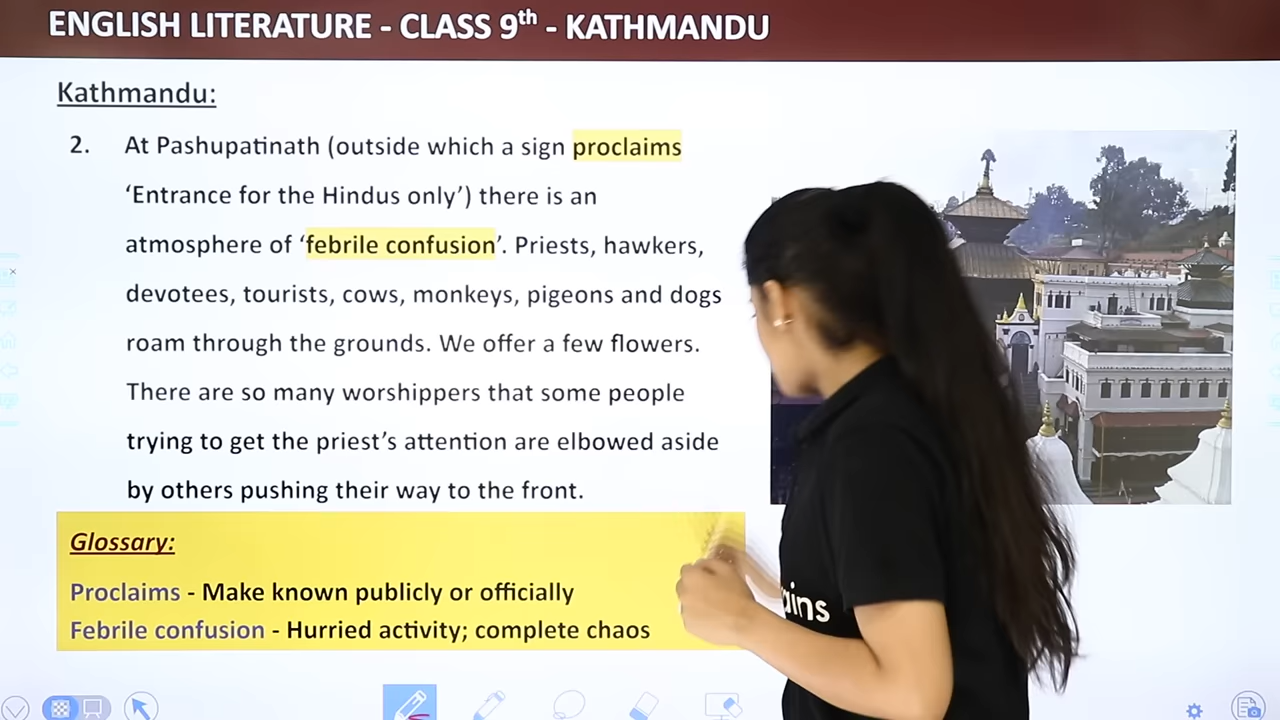 ENGLISH LITERATURE - CLASS 9th - KATHMANDU
Kathmandu:
2. At Pashupatinath (outside which a sign proclaims
‘Entrance for the Hindus only’) there is an
atmosphere of ‘febrile confusion’. Priests, hawkers,
devotees, tourists, cows, monkeys, pigeons and dogs
roam through the grounds. We offer a few flowers.
There are so many worshippers that some people
trying to get the priest’s attention are elbowed aside
by others pushing their way to the front.
Glossary:
Proclaims - Make known publicly or officially
Febrile confusion - Hurried activity; complete chaos